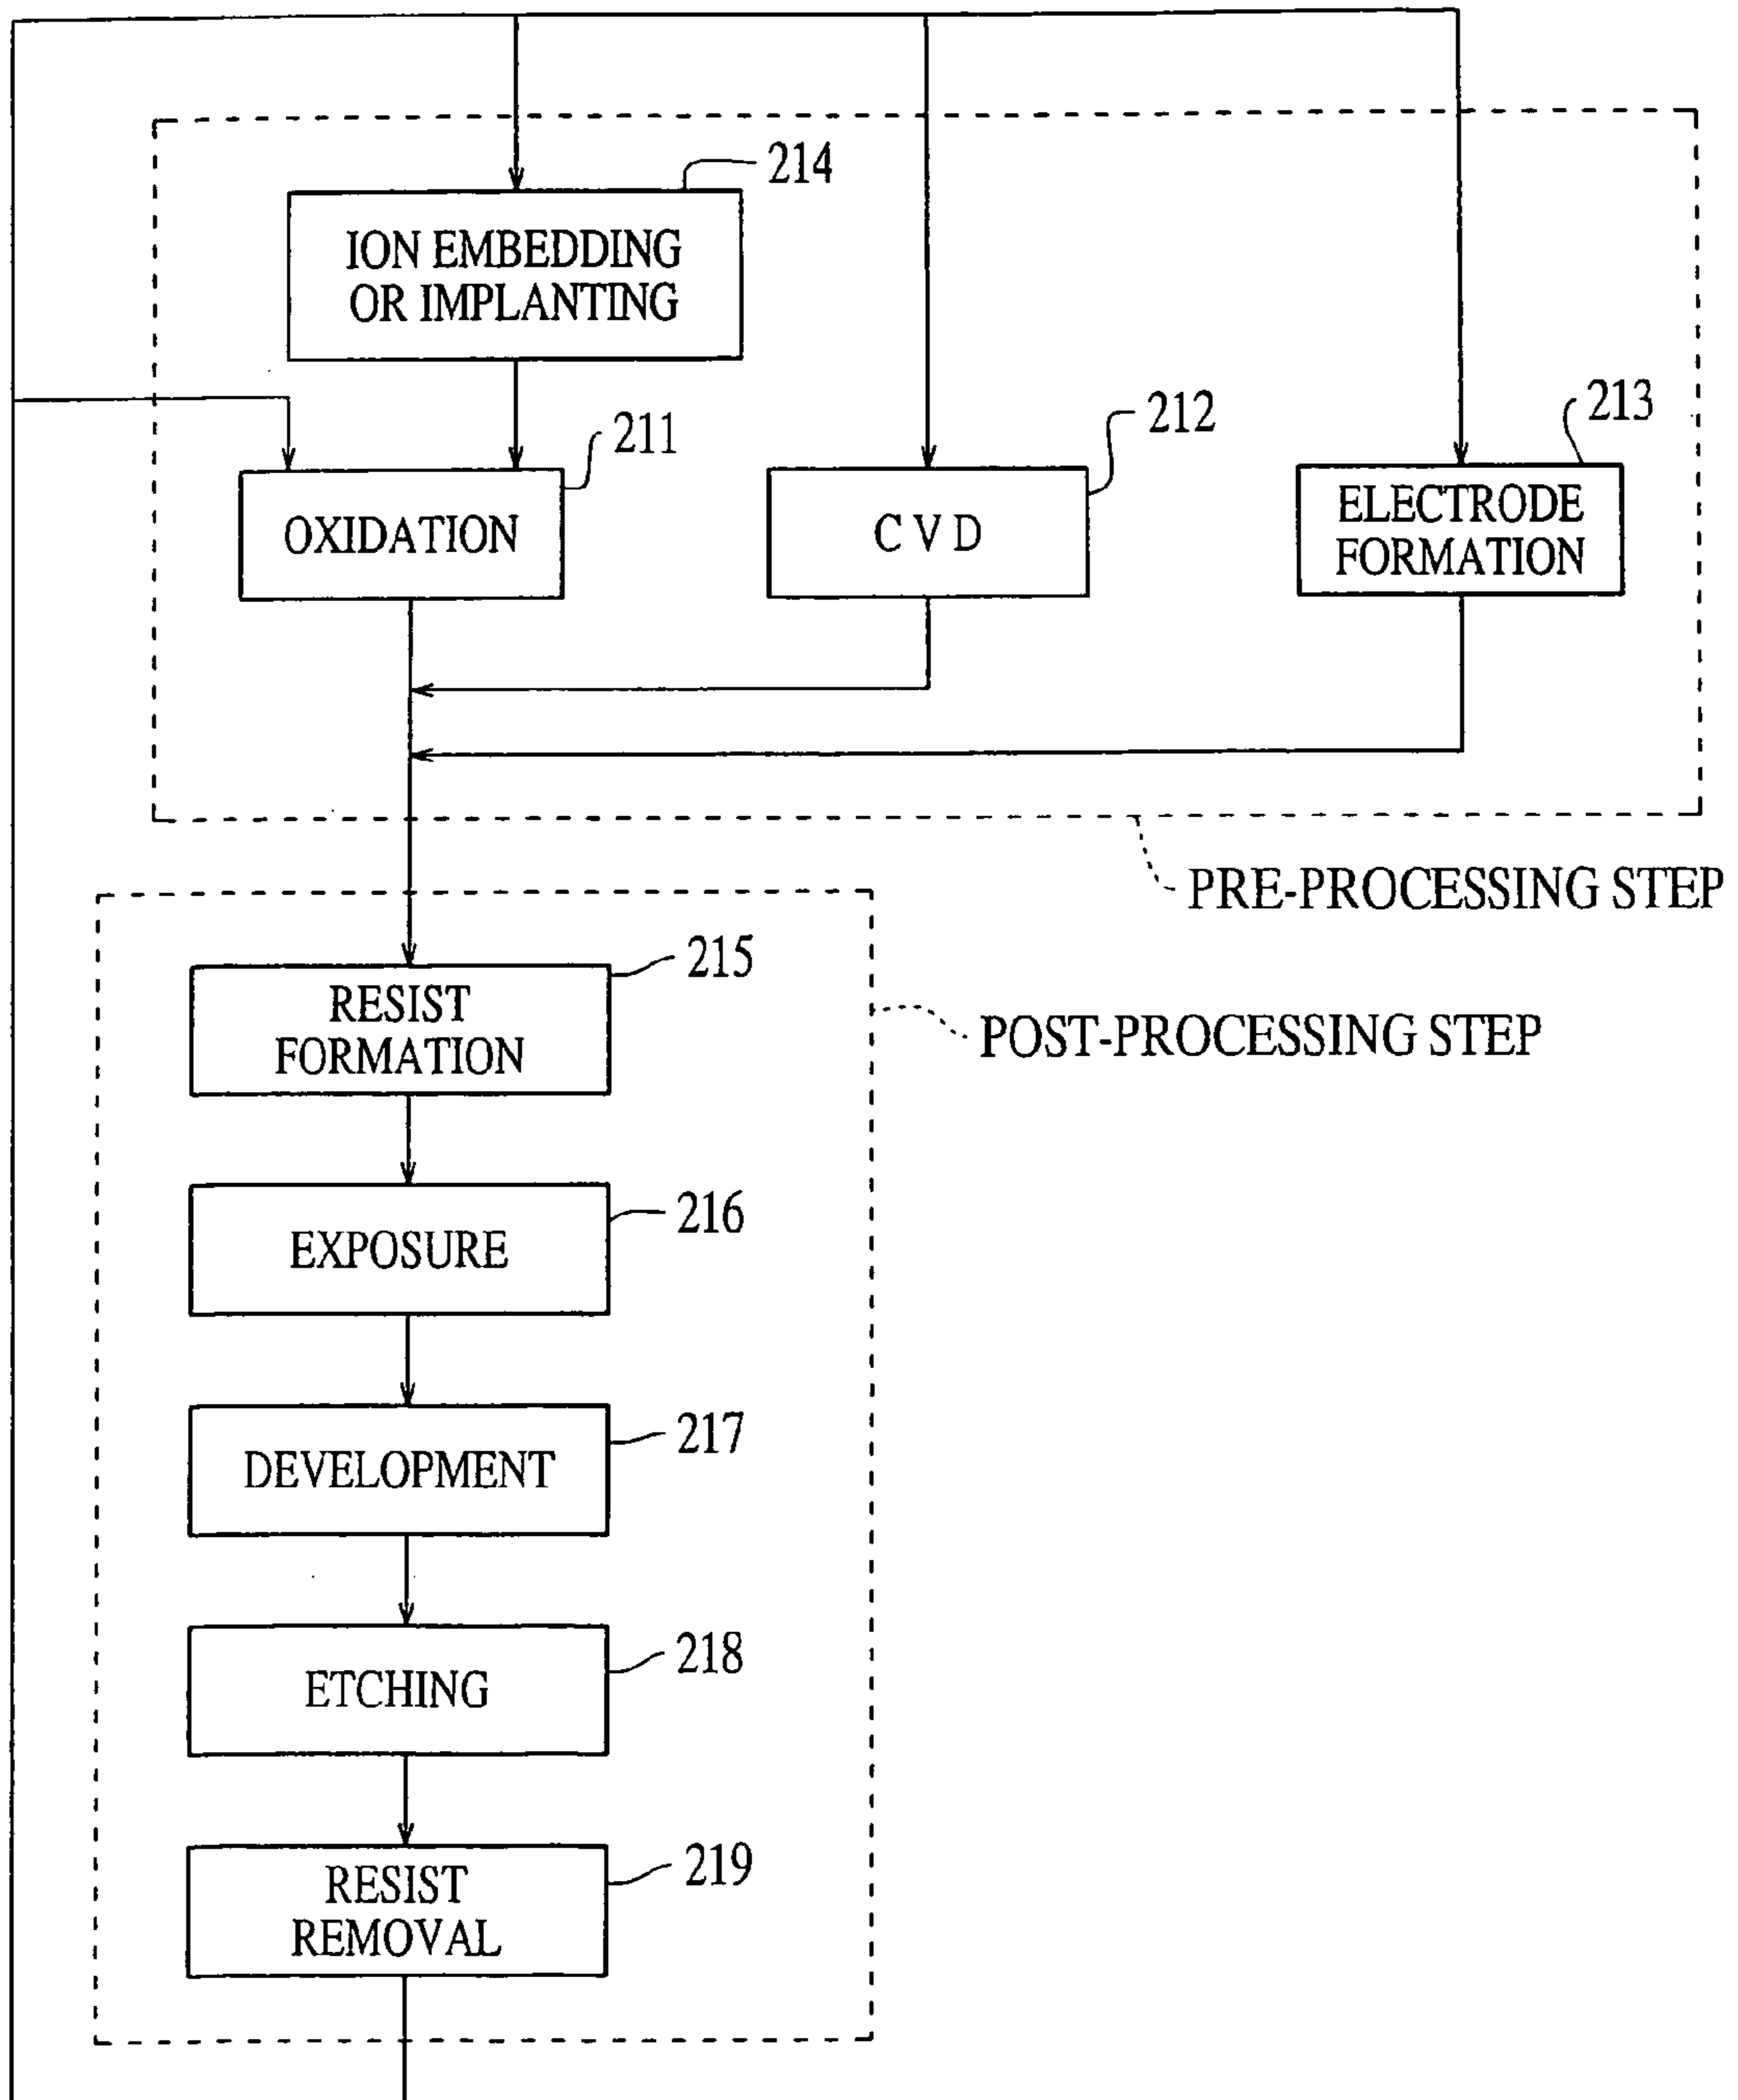 214
ION EMBEDDING
OR IMPLANTING
211
OXIDATION
212
C V D
213
ELECTRODE
FORMATION
PRE-PROCESSING STEP
215
RESIST
FORMATION
POST-PROCESSING STEP
216
EXPOSURE
217
DEVELOPMENT
218
ETCHING
219
RESIST
REMOVAL